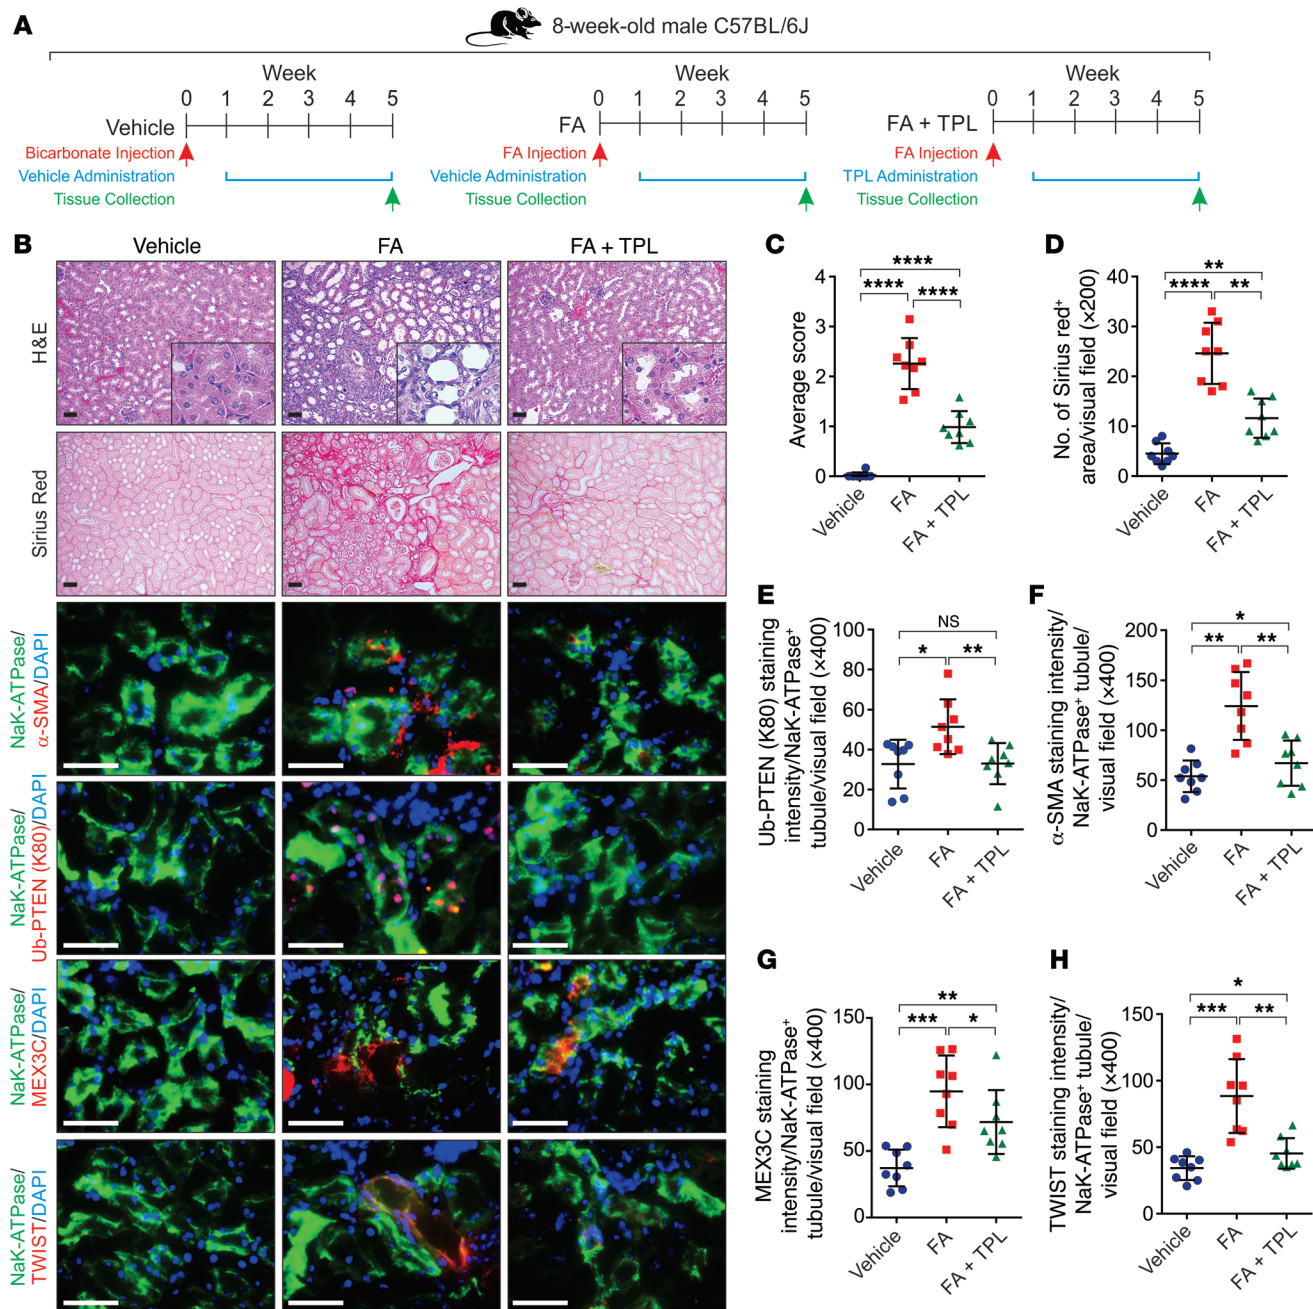 A
8-week-old male C57BL/6J
Week
0 1 2 3 4 5
Vehicle
Bicarbonate Injection
Vehicle Administration
Tissue Collection
Week
0 1 2 3 4 5
FA
FA Injection
Vehicle Administration
Tissue Collection
Week
0 1 2 3 4 5
FA + TPL
FA Injection
TPL Administration
Tissue Collection
B
Vehicle FA FA + TPL
H&E
Sirius Red
NaK-ATPase/
α-SMA/DAPI
NaK-ATPase/
Ub-PTEN (K80)/DAPI
NaK-ATPase/
MEX3C/DAPI
NaK-ATPase/
TWIST/DAPI
C
Average score
4
3
2
1
0
****
**** ****
Vehicle
FA
FA + TPL
D
No. of Sirius red+
area/visual field (×200)
40
30
20
10
0
**
**** **
Vehicle
FA
FA + TPL
E
Ub-PTEN (K80) staining
intensity/NaK-ATPase+
tubule/visual field (×400)
100
80
60
40
20
0
NS
* **
Vehicle
FA
FA + TPL
F
α-SMA staining intensity/
NaK-ATPase+ tubule/
visual field (×400)
200
150
100
50
0
*
** **
Vehicle
FA
FA + TPL
G
MEX3C staining
intensity/NaK-ATPase+
tubule/visual field (×400)
150
100
50
0
**
*** *
Vehicle
FA
FA + TPL
H
TWIST staining intensity/
NaK-ATPase+ tubule/
visual field (×400)
150
100
50
0
*
*** **
Vehicle
FA
FA + TPL